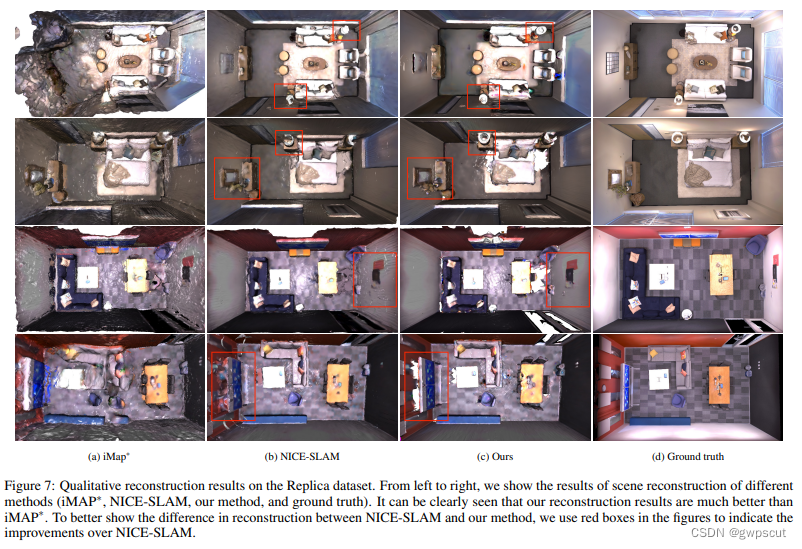 (a) iMap* (b) NICE-SLAM (c) Ours (d) Ground truth
Figure 7: Qualitative reconstruction results on the Replica dataset. From left to right, we show the results of scene reconstruction of different
methods (iMAP*, NICE-SLAM, our method, and ground truth). It can be clearly seen that our reconstruction results are much better than
iMAP*. To better show the difference in reconstruction between NICE-SLAM and our method, we use red boxes in the figures to indicate the
improvements over NICE-SLAM.
CSDN @gwpscut